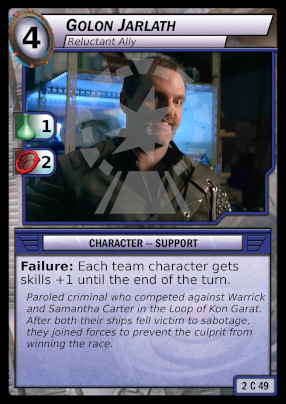 4
GOLON JARLATH
Reluctant Ally
1
2
CHARACTER – SUPPORT
Failure: Each team character gets
skills +1 until the end of the turn.
Paroled criminal who competed against Warrick
and Samantha Carter in the Loop of Kon Garat.
After both their ships fell victim to sabotage,
they joined forces to prevent the culprit from
winning the race.
2 C 49